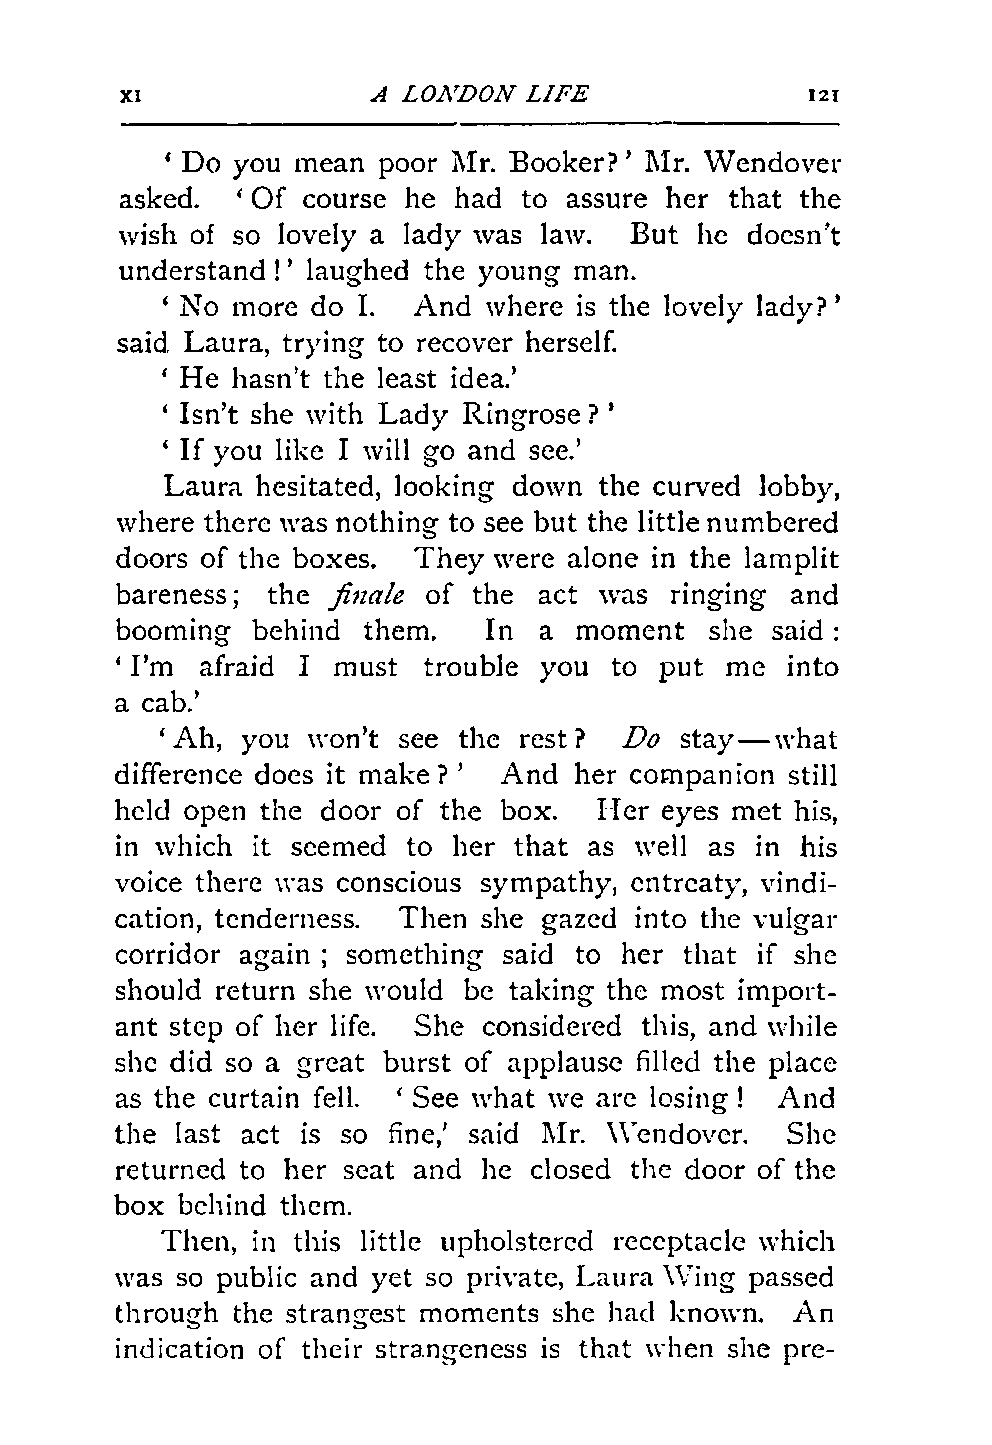 XI A LONDON LIFE 121
‘ Do you mean poor Mr. Booker? ’ Mr. Wendover
asked. ‘ Of course he had to assure her that the
wish of so lovely a lady was law. But he doesn't
understand ! ’ laughed the young man.
‘ No more do I. And where is the lovely lady? ’
said Laura, trying to recover herself.
‘ He hasn't the least idea.’
‘ Isn't she with Lady Ringrose ? ’
‘ If you like I will go and see.’
Laura hesitated, looking down the curved lobby,
where there was nothing to see but the little numbered
doors of the boxes. They were alone in the lamplit
bareness ; the finale of the act was ringing and
booming behind them. In a moment she said :
‘ I'm afraid I must trouble you to put me into
a cab.’
‘ Ah, you won't see the rest ? Do stay—what
difference does it make ? ’ And her companion still
held open the door of the box. Her eyes met his,
in which it seemed to her that as well as in his
voice there was conscious sympathy, entreaty, vindi-
cation, tenderness. Then she gazed into the vulgar
corridor again ; something said to her that if she
should return she would be taking the most import-
ant step of her life. She considered this, and while
she did so a great burst of applause filled the place
as the curtain fell. ‘ See what we are losing ! And
the last act is so fine,’ said Mr. Wendover. She
returned to her seat and he closed the door of the
box behind them.
Then, in this little upholstered receptacle which
was so public and yet so private, Laura Wing passed
through the strangest moments she had known. An
indication of their strangeness is that when she pre-